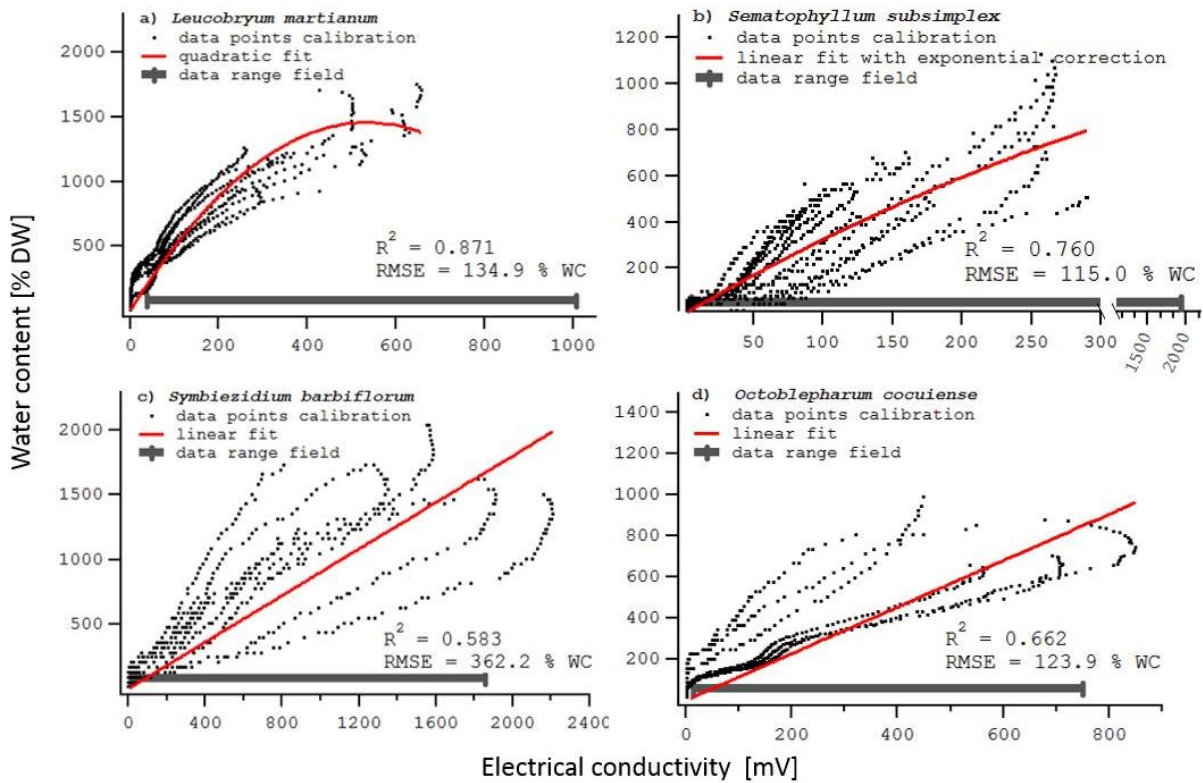 Water content [% DW]
a) Leucobryum martianum
data points calibration
quadratic fit
data range field
2000
1500
1000
500
R² = 0.871
RMSE = 134.9 % WC
0 200 400 600 800 1000
b) Sematophyllum subsimplex
data points calibration
linear fit with exponential correction
data range field
1200
1000
800
600
400
200
R² = 0.760
RMSE = 115.0 % WC
50 100 150 200 250 300 1500 2000
c) Symbiezidium barbiflorum
data points calibration
linear fit
data range field
2000
1500
1000
500
R² = 0.583
RMSE = 362.2 % WC
0 400 800 1200 1600 2200 2400
d) Octoblepharum cocuiense
data points calibration
linear fit
data range field
1400
1200
1000
800
600
400
200
R² = 0.662
RMSE = 123.9 % WC
0 200 400 600 800
Electrical conductivity [mV]